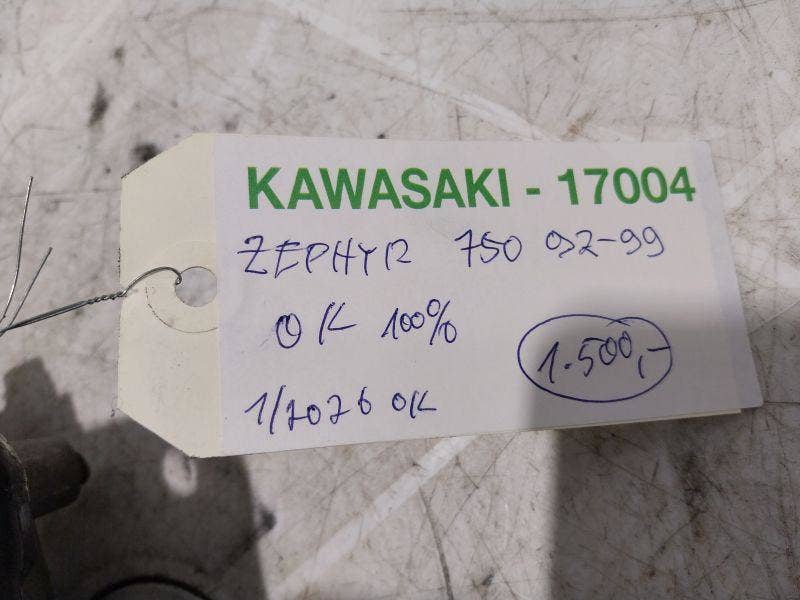 KAWASAKI - 17004
ZEPHYR 750 92-99
OK 100%
1.500,-
1/2026 OK